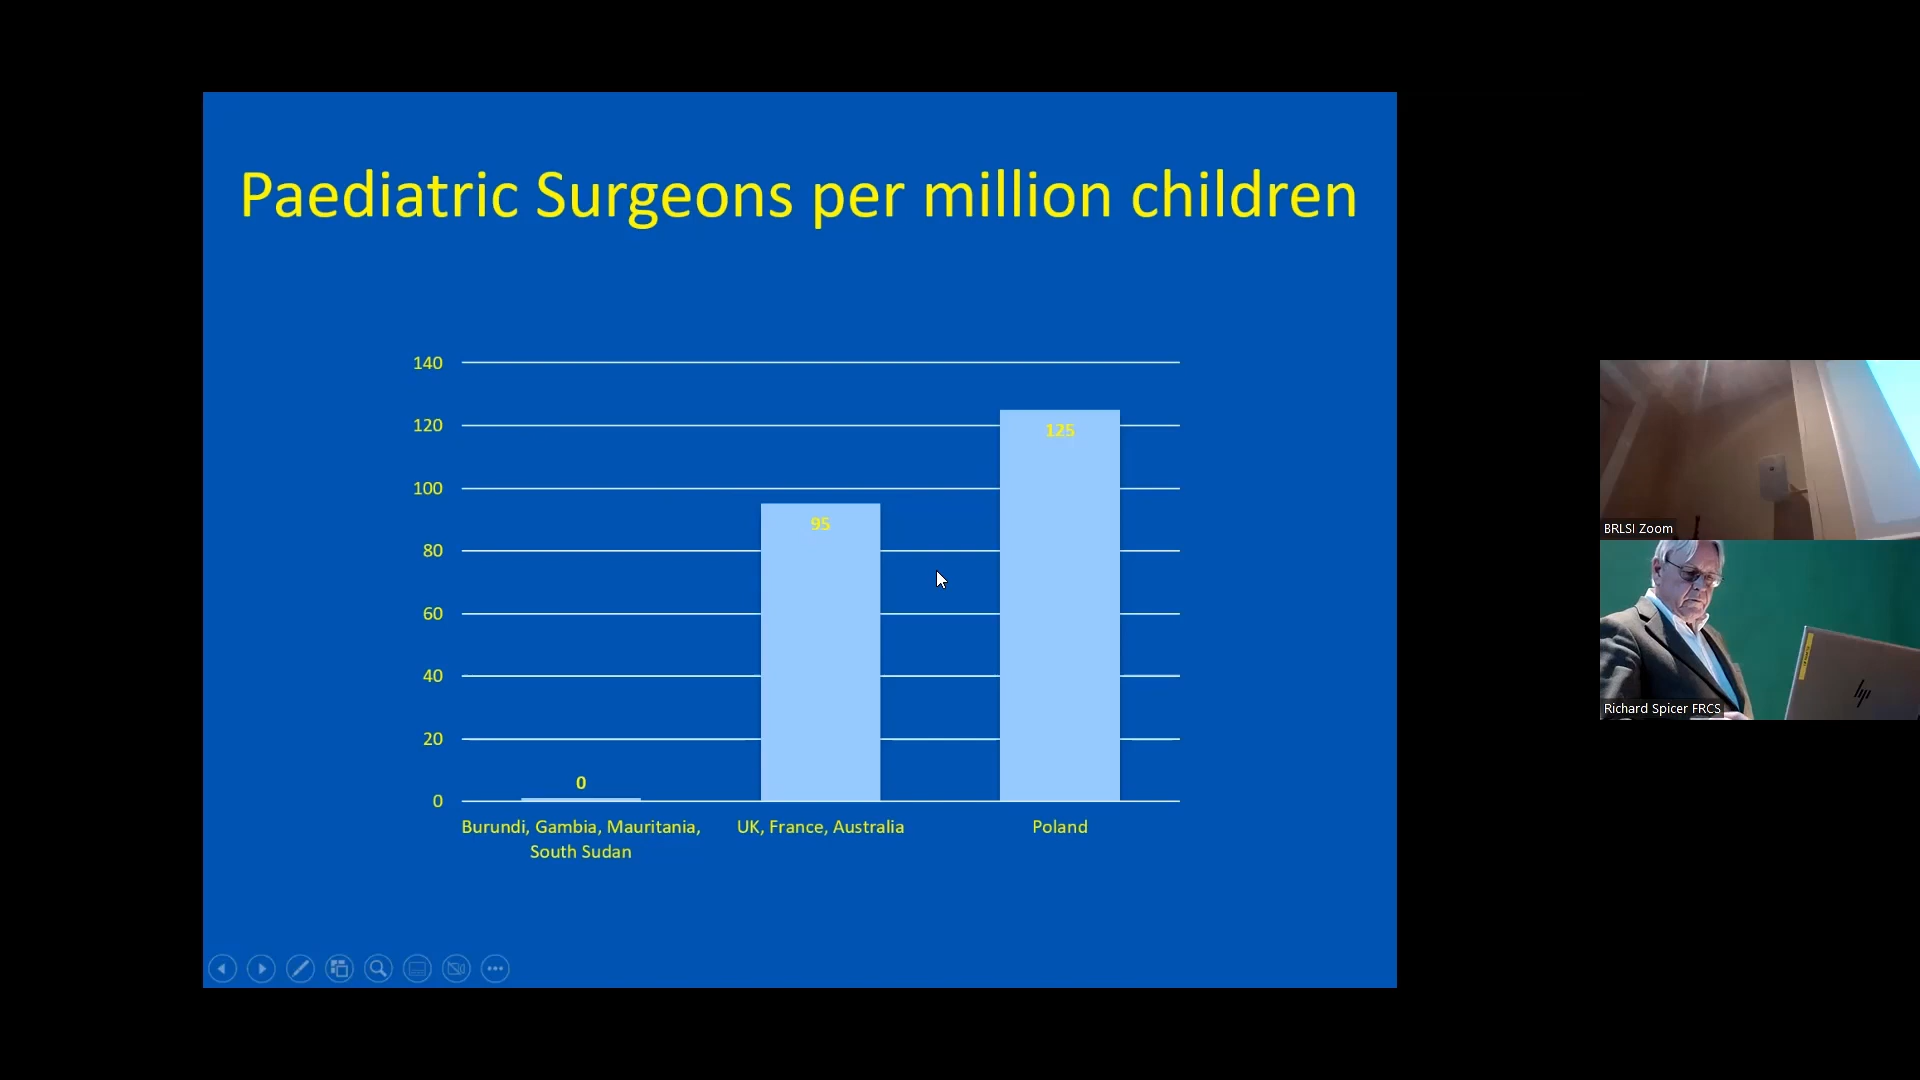 Paediatric Surgeons per million children
140
120
100
80
60
40
20
0
0
95
125
Burundi, Gambia, Mauritania,
South Sudan
UK, France, Australia
Poland
BRLSI Zoom
hp
Richard Spicer FRCS